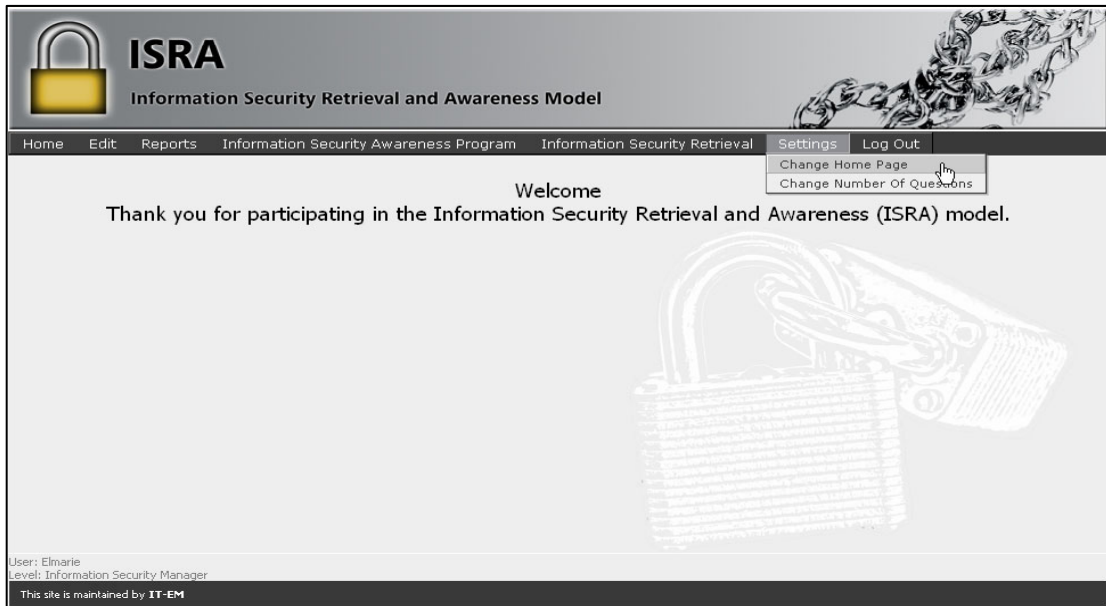 ISRA
Information Security Retrieval and Awareness Model
Home Edit Reports Information Security Awareness Program Information Security Retrieval Settings Log Out
Change Home Page
Change Number Of Questions
Welcome
Thank you for participating in the Information Security Retrieval and Awareness (ISRA) model.
User: Elmarie
Level: Information Security Manager
This site is maintained by IT-EM